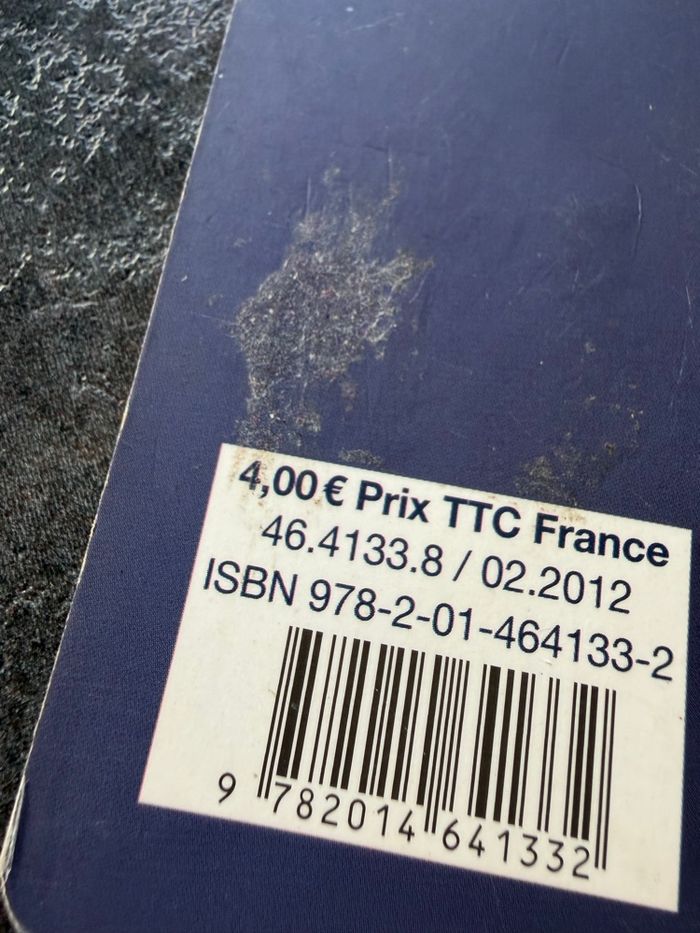 4,00 € Prix TTC France
46.4133.8 / 02.2012
ISBN 978-2-01-464133-2
9 782014 641332